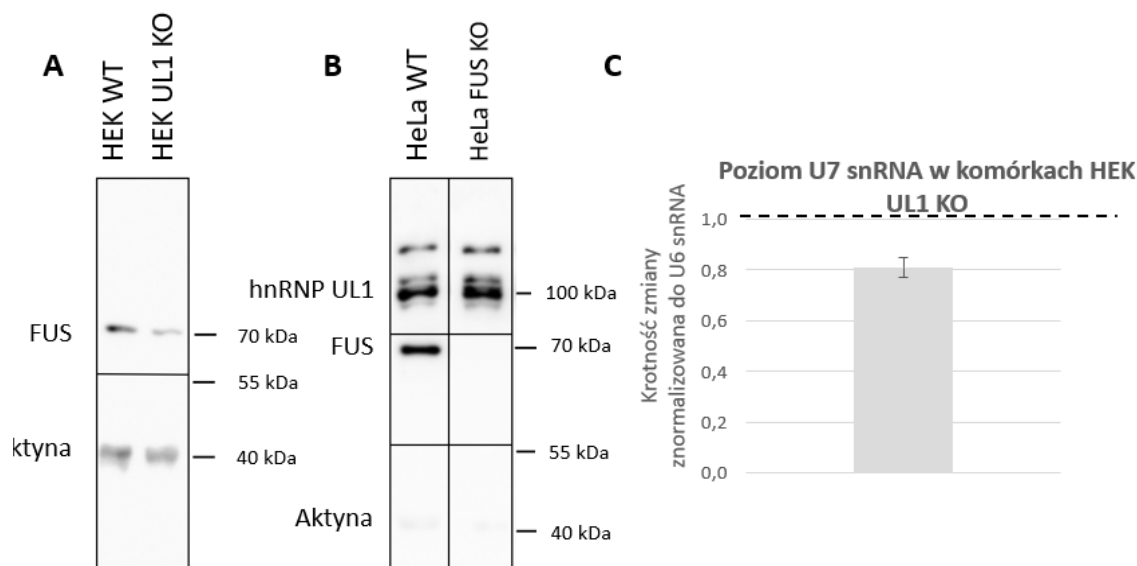 A
HEK WT
HEK UL1 KO
FUS
70 kDa
55 kDa
ktyna
40 kDa
B
HeLa WT
HeLa FUS KO
hnRNP UL1
100 kDa
FUS
70 kDa
55 kDa
Aktyna
40 kDa
C
Poziom U7 snRNA w komórkach HEK
UL1 KO
Krotność zmiany
znormalizowana do U6 snRNA
1,0
0,8
0,6
0,4
0,2
0,0